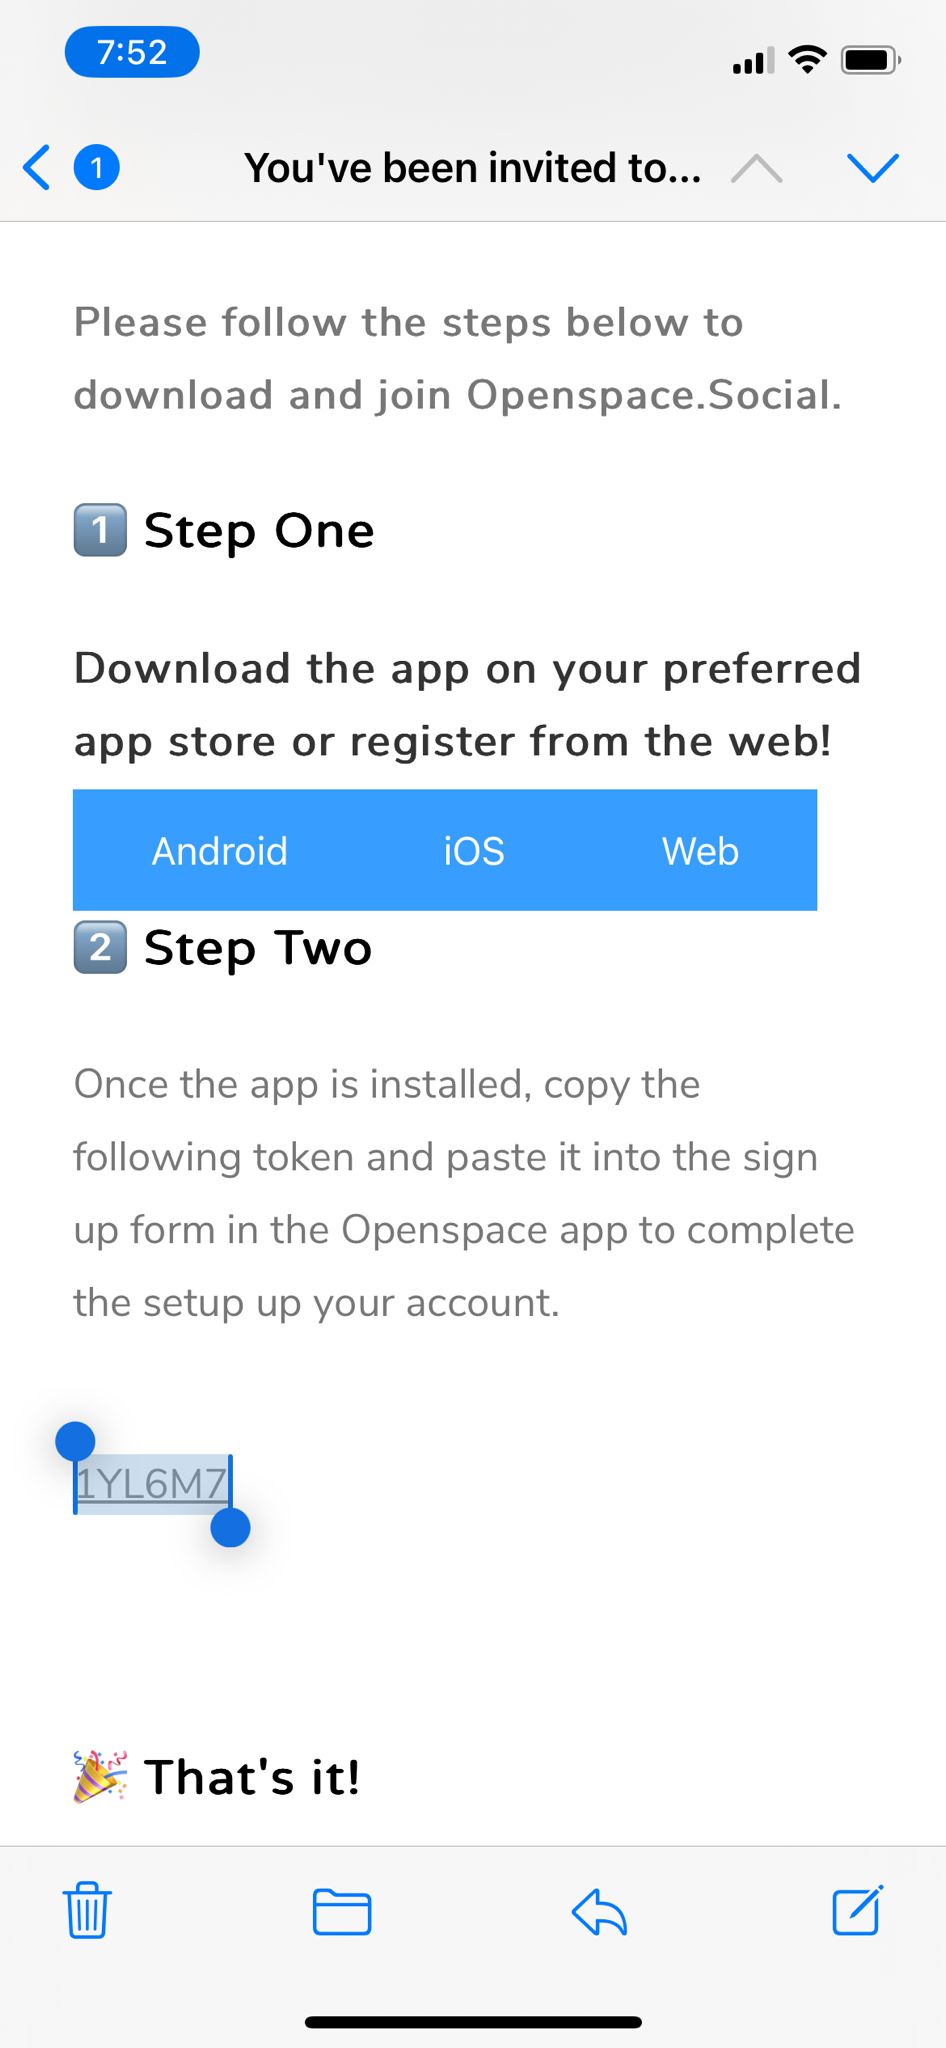 7:52
1 You've been invited to...
Please follow the steps below to
download and join Openspace.Social.
1 Step One
Download the app on your preferred
app store or register from the web!
Android iOS Web
2 Step Two
Once the app is installed, copy the
following token and paste it into the sign
up form in the Openspace app to complete
the setup up your account.
1YL6M7
🎉 That's it!